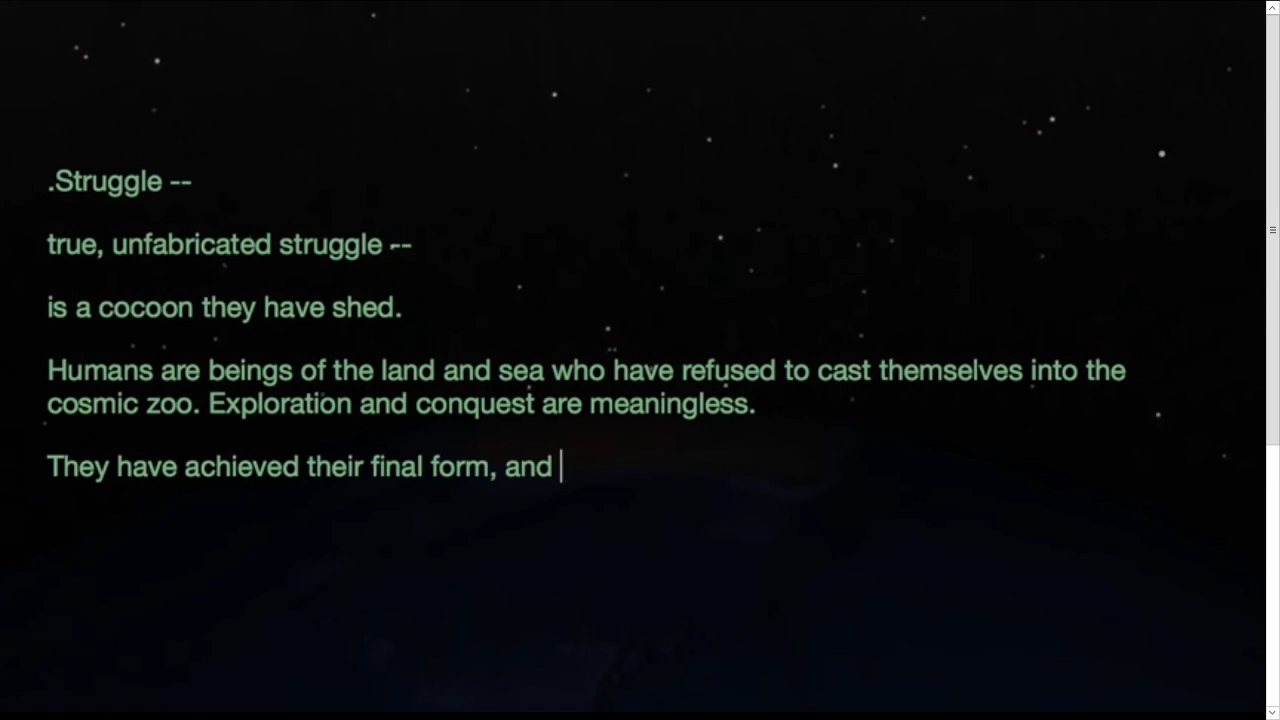 .Struggle --
true, unfabricated struggle --
is a cocoon they have shed.
Humans are beings of the land and sea who have refused to cast themselves into the
cosmic zoo. Exploration and conquest are meaningless.
They have achieved their final form, and